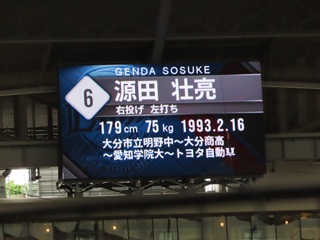 GENDA SOSUKE
6
源田 壮亮
右投げ 左打ち
179cm 75kg 1993.2.16
大分市立明野中〜大分商高
〜愛知学院大〜トヨタ自動車